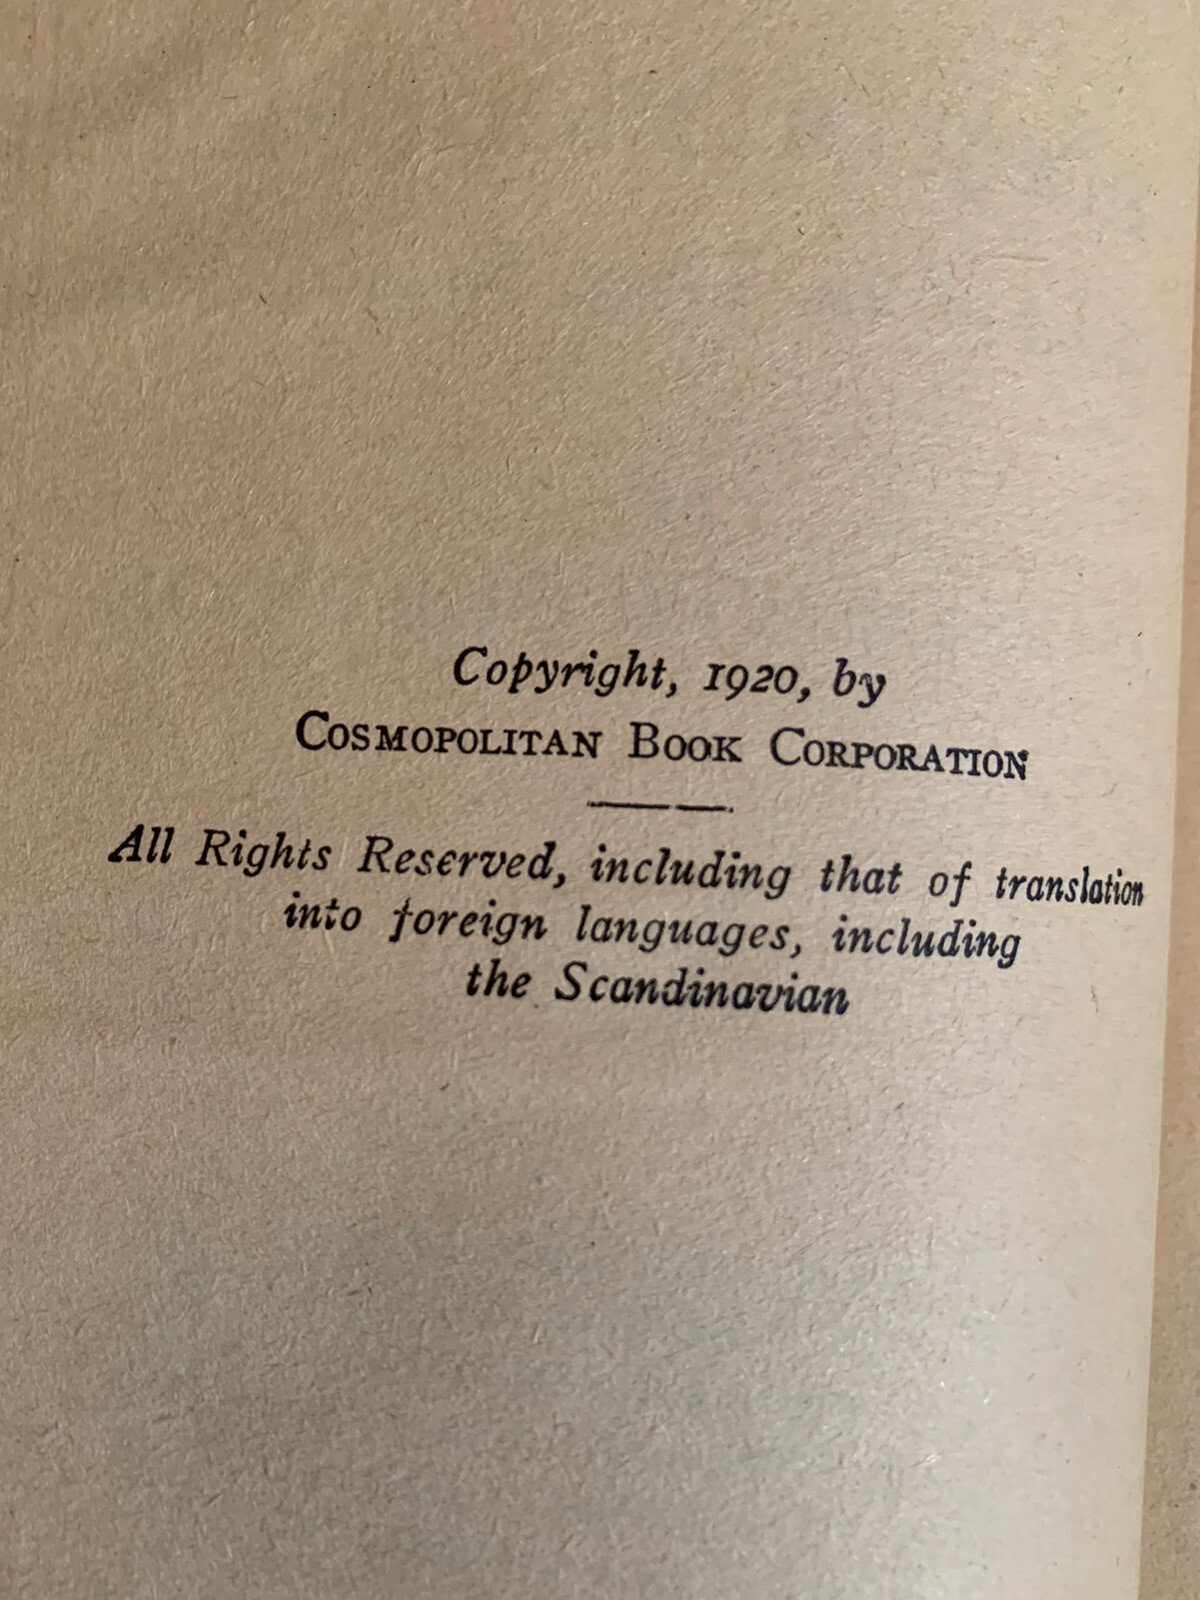 Copyright, 1920, by
COSMOPOLITAN BOOK CORPORATION
All Rights Reserved, including that of translation
into foreign languages, including
the Scandinavian